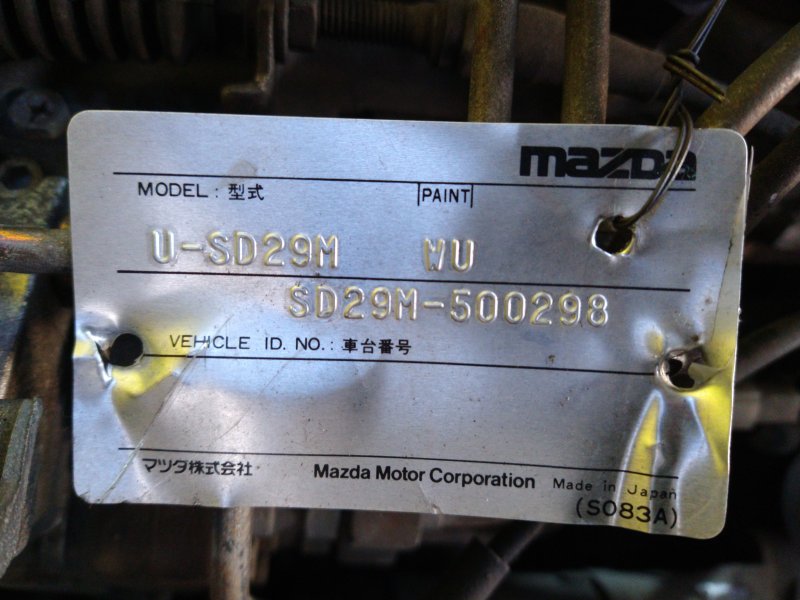 mazda
MODEL : 型式 PAINT
U-SD29M WU
SD29M-500298
VEHICLE ID. NO. : 車台番号
マツダ株式会社 Mazda Motor Corporation Made in Japan
(S083A)